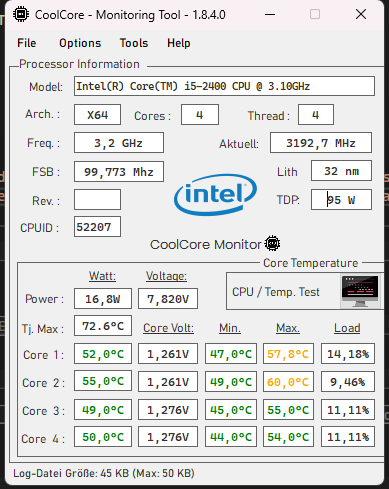 CoolCore - Monitoring Tool - 1.8.4.0
File Options Tools Help
Processor Information
Model: Intel(R) Core(TM) i5-2400 CPU @ 3.10GHz
Arch. : X64 Cores : 4 Thread : 4
Freq. : 3,2 GHz Aktuell: 3192,7 MHz
FSB : 99,773 Mhz Lith 32 nm
Rev. : intel TDP: 95 W
CPUID : 52207
CoolCore Monitor
Core Temperature
Watt: Voltage:
CPU / Temp. Test
Power : 16,8W 7,820V
Tj. Max : 72.6°C Core Volt: Min. Max. Load
Core 1: 52,0°C 1,261V 47,0°C 57,8°C 14,18%
Core 2: 55,0°C 1,261V 49,0°C 60,0°C 9,46%
Core 3: 49,0°C 1,276V 45,0°C 55,0°C 11,11%
Core 4: 50,0°C 1,276V 44,0°C 54,0°C 11,11%
Log-Datei Größe: 45 KB (Max: 50 KB)